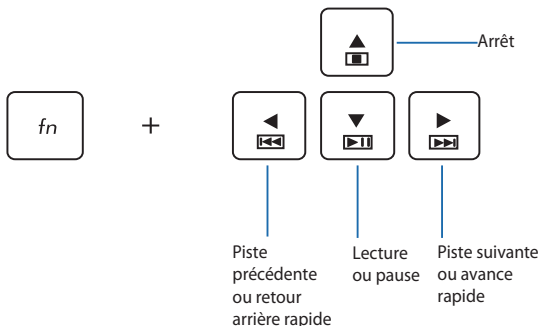 Arrêt
fn
+
Piste
précédente
ou retour
arrière rapide
Lecture
ou pause
Piste suivante
ou avance
rapide